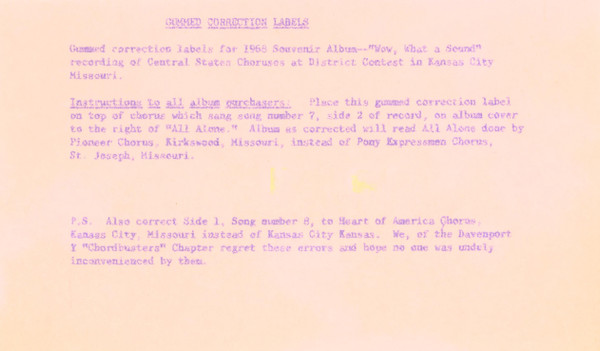 GUMMED CORRECTION LABELS
Gummed correction labels for 1968 Souvenir Album--"Wow, What a Sound"
recording of Central States Choruses at District Contest in Kansas City
Missouri.
Instructions to all album purchasers: Place this gummed correction label
on top of chorus which sang song number 7, side 2 of record, on album cover
to the right of "All Alone." Album as corrected will read All Alone done by
Pioneer Chorus, Kirkwood, Missouri, instead of Pony Expressmen Chorus,
St. Joseph, Missouri.
P.S. Also correct Side 1, Song number 8, to Heart of America Chorus,
Kansas City, Missouri instead of Kansas City Kansas. We, of the Davenport
Y "Chordbusters" Chapter regret these errors and hope no one was unduly
inconvenienced by them.